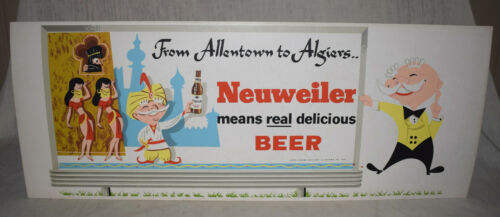 From Allentown to Algiers..
Neuweiler
means real delicious
BEER